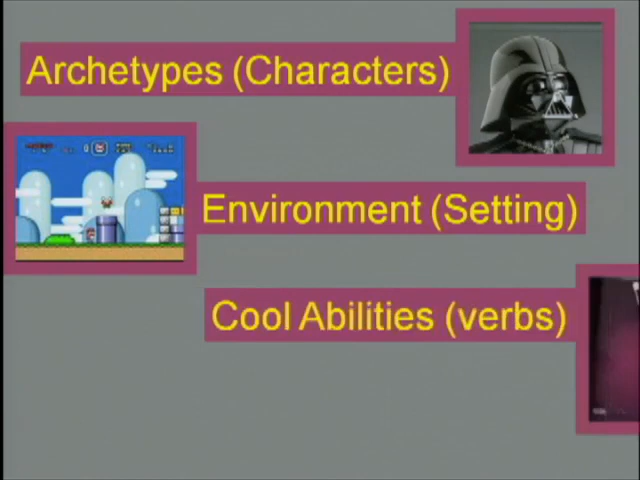 Archetypes (Characters)
Environment (Setting)
Cool Abilities (verbs)